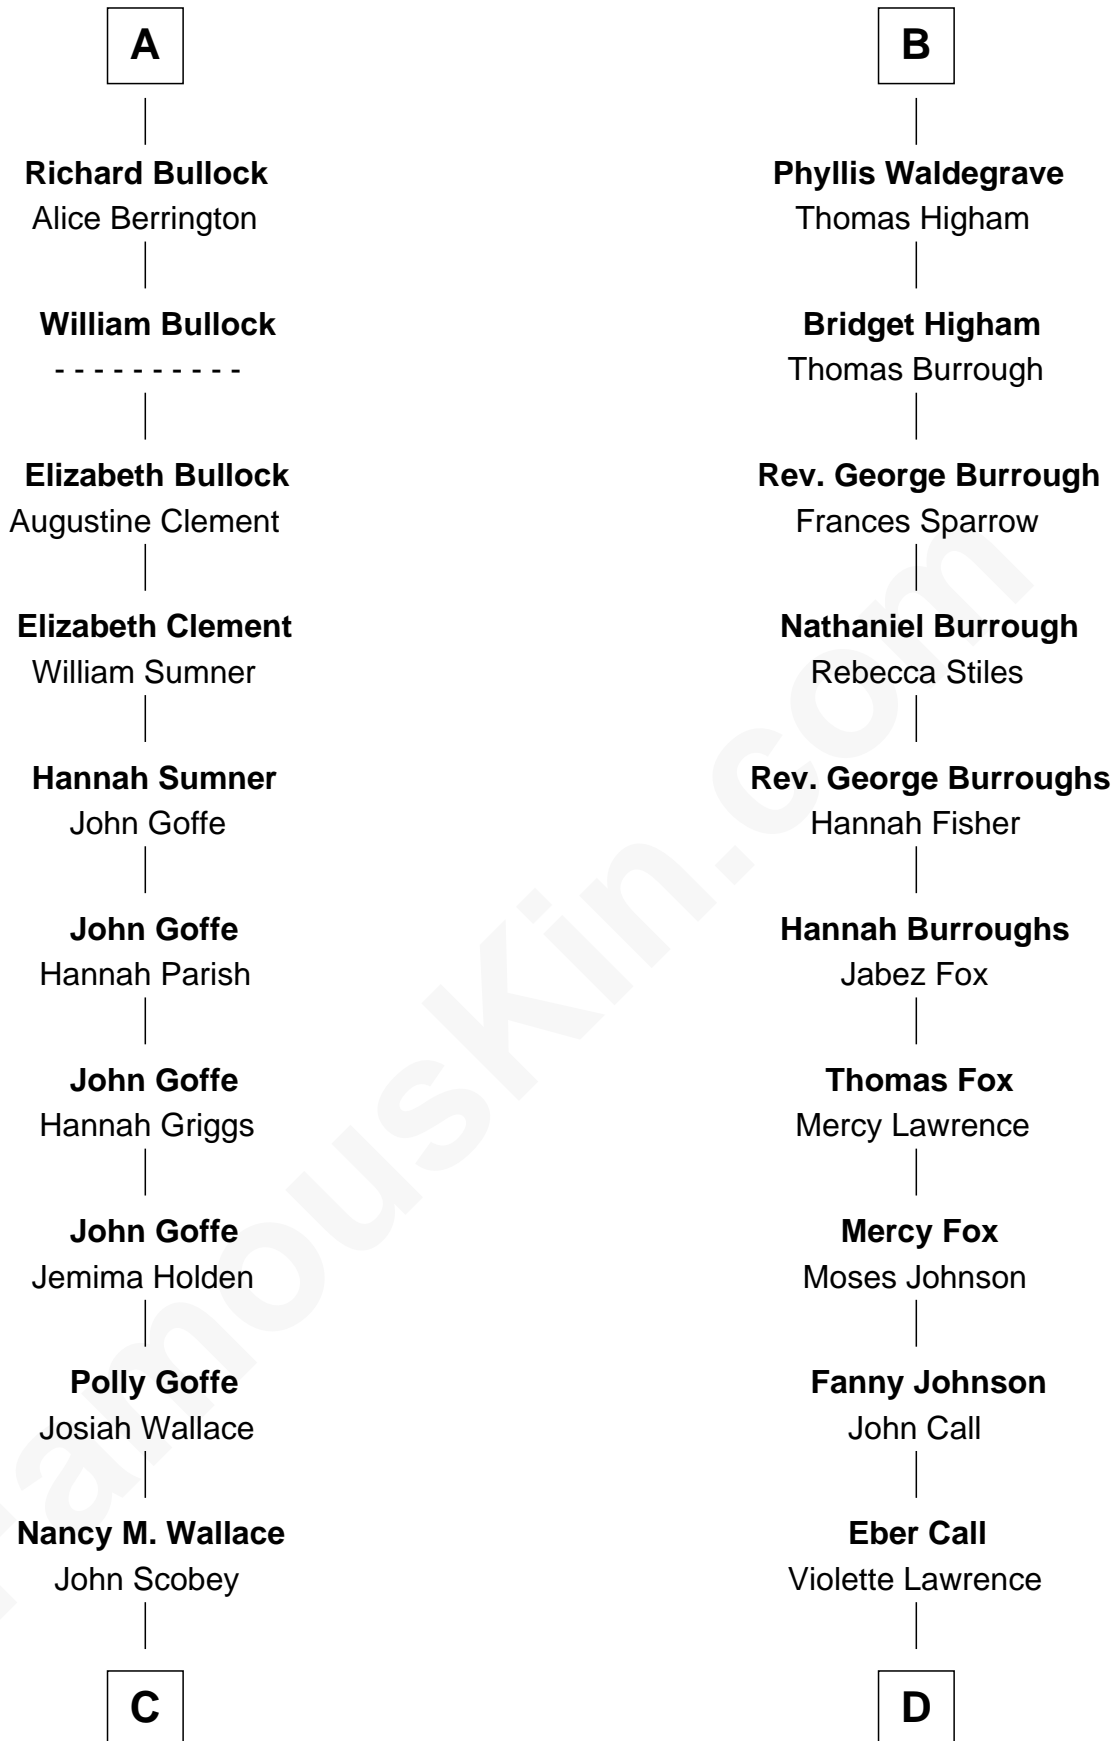 A
Richard Bullock
Alice Berrington
William Bullock
- - - - - - - - - -
Elizabeth Bullock
Augustine Clement
Elizabeth Clement
William Sumner
Hannah Sumner
John Goffe
John Goffe
Hannah Parish
John Goffe
Hannah Griggs
John Goffe
Jemima Holden
Polly Goffe
Josiah Wallace
Nancy M. Wallace
John Scobey
C
B
Phyllis Waldegrave
Thomas Higham
Bridget Higham
Thomas Burrough
Rev. George Burrough
Frances Sparrow
Nathaniel Burrough
Rebecca Stiles
Rev. George Burroughs
Hannah Fisher
Hannah Burroughs
Jabez Fox
Thomas Fox
Mercy Lawrence
Mercy Fox
Moses Johnson
Fanny Johnson
John Call
Eber Call
Violette Lawrence
D
FamousKin.com